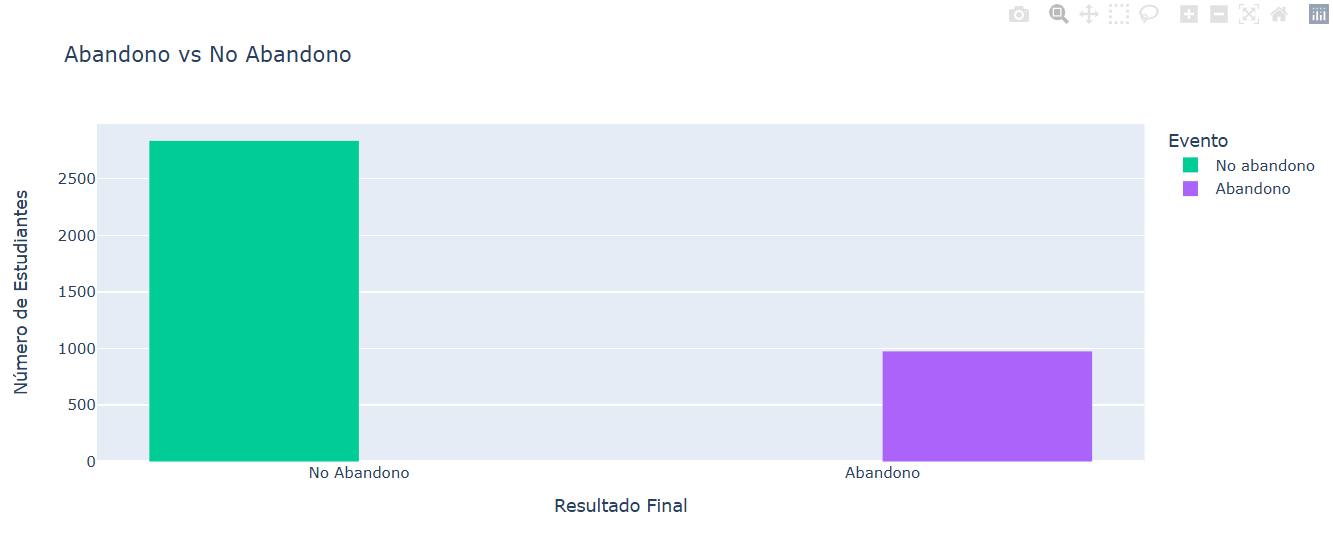 Abandono vs No Abandono
Evento
No abandono
Abandono
Número de Estudiantes
2500
2000
1500
1000
500
0
No Abandono
Abandono
Resultado Final